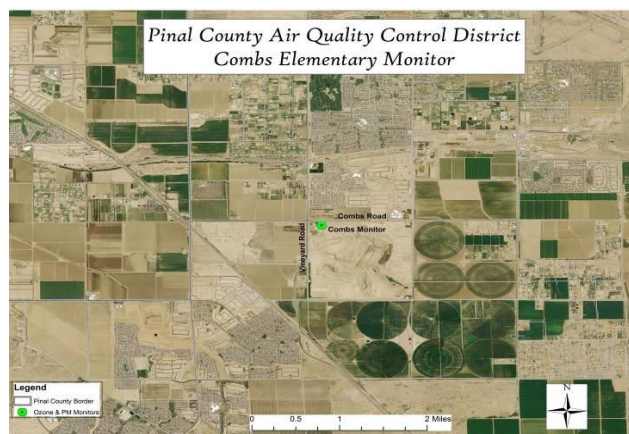 Pinal County Air Quality Control District
Combs Elementary Monitor
Combs Road
Combs Monitor
Vineyard Road
Legend
Pinal County Border
Ozone & PM Monitors
0 0.5 1 2 Miles
N